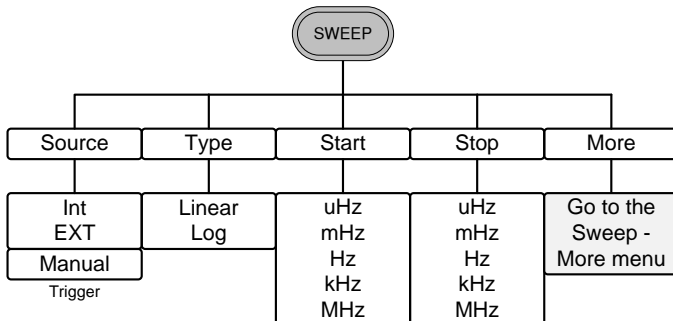 SWEEP
Source
Type
Start
Stop
More
Int
EXT
Manual
Trigger
Linear
Log
uHz
mHz
Hz
kHz
MHz
uHz
mHz
Hz
kHz
MHz
Go to the
Sweep -
More menu